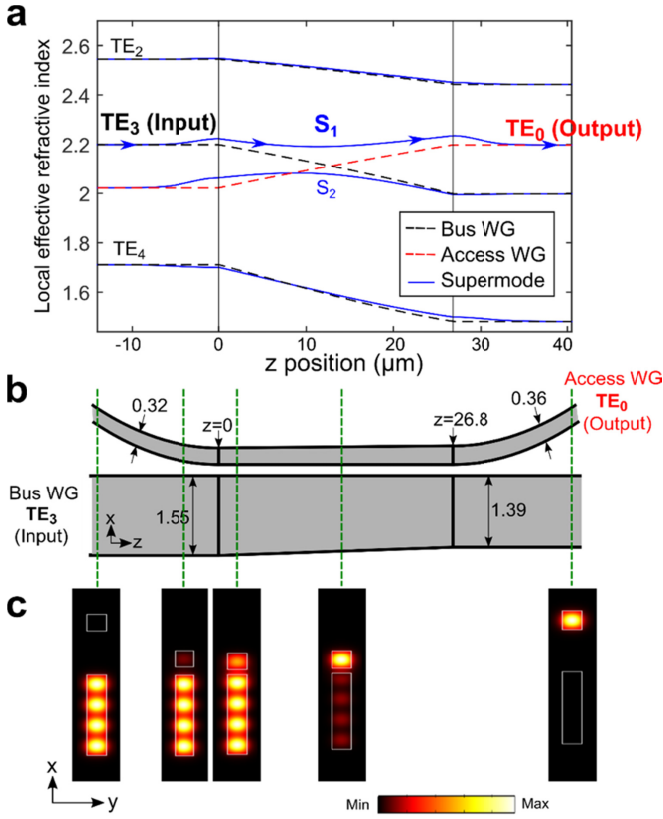 a
Local effective refractive index
2.6
2.4
2.2
2
1.8
1.6
TE2
TE3 (Input)
S1
TE0 (Output)
S2
TE4
Bus WG
Access WG
Supermode
-10
0
10
20
30
40
z position (µm)
b
Access WG
TE0
(Output)
0.32
z=0
z=26.8
0.36
Bus WG
TE3
(Input)
x
z
1.55
1.39
c
x
y
Min
Max